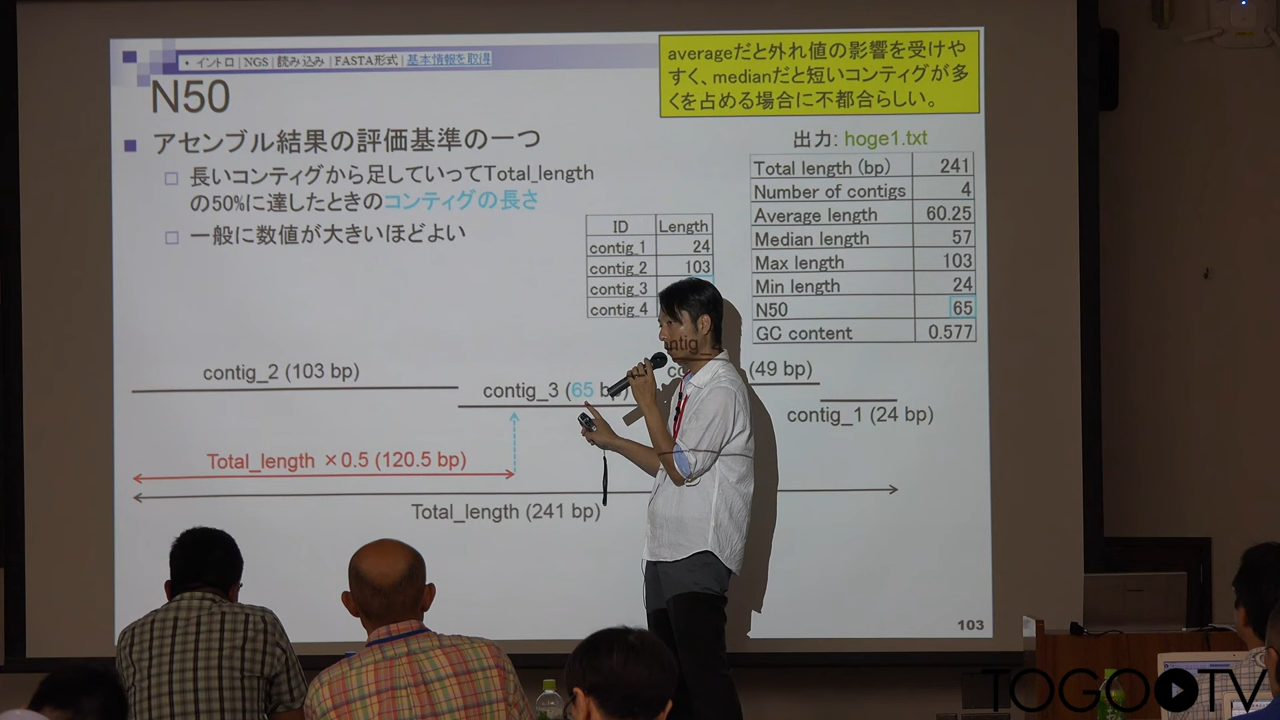 • イントロ | NGS | 読み込み | FASTA形式 | 基本情報を取得
averageだと外れ値の影響を受けや
すく、medianだと短いコンティグが多
くを占める場合に不都合らしい。
N50
アセンブル結果の評価基準の一つ
長いコンティグから足していってTotal_length
の50%に達したときのコンティグの長さ
一般に数値が大きいほどよい
ID Length
contig_1 24
contig_2 103
contig_3
contig_4
出力: hoge1.txt
Total length (bp) 241
Number of contigs 4
Average length 60.25
Median length 57
Max length 103
Min length 24
N50 65
GC content 0.577
contig_2 (103 bp)
contig_3 (65 bp)
(49 bp)
contig_1 (24 bp)
Total_length ×0.5 (120.5 bp)
Total_length (241 bp)
103
TOGO TV